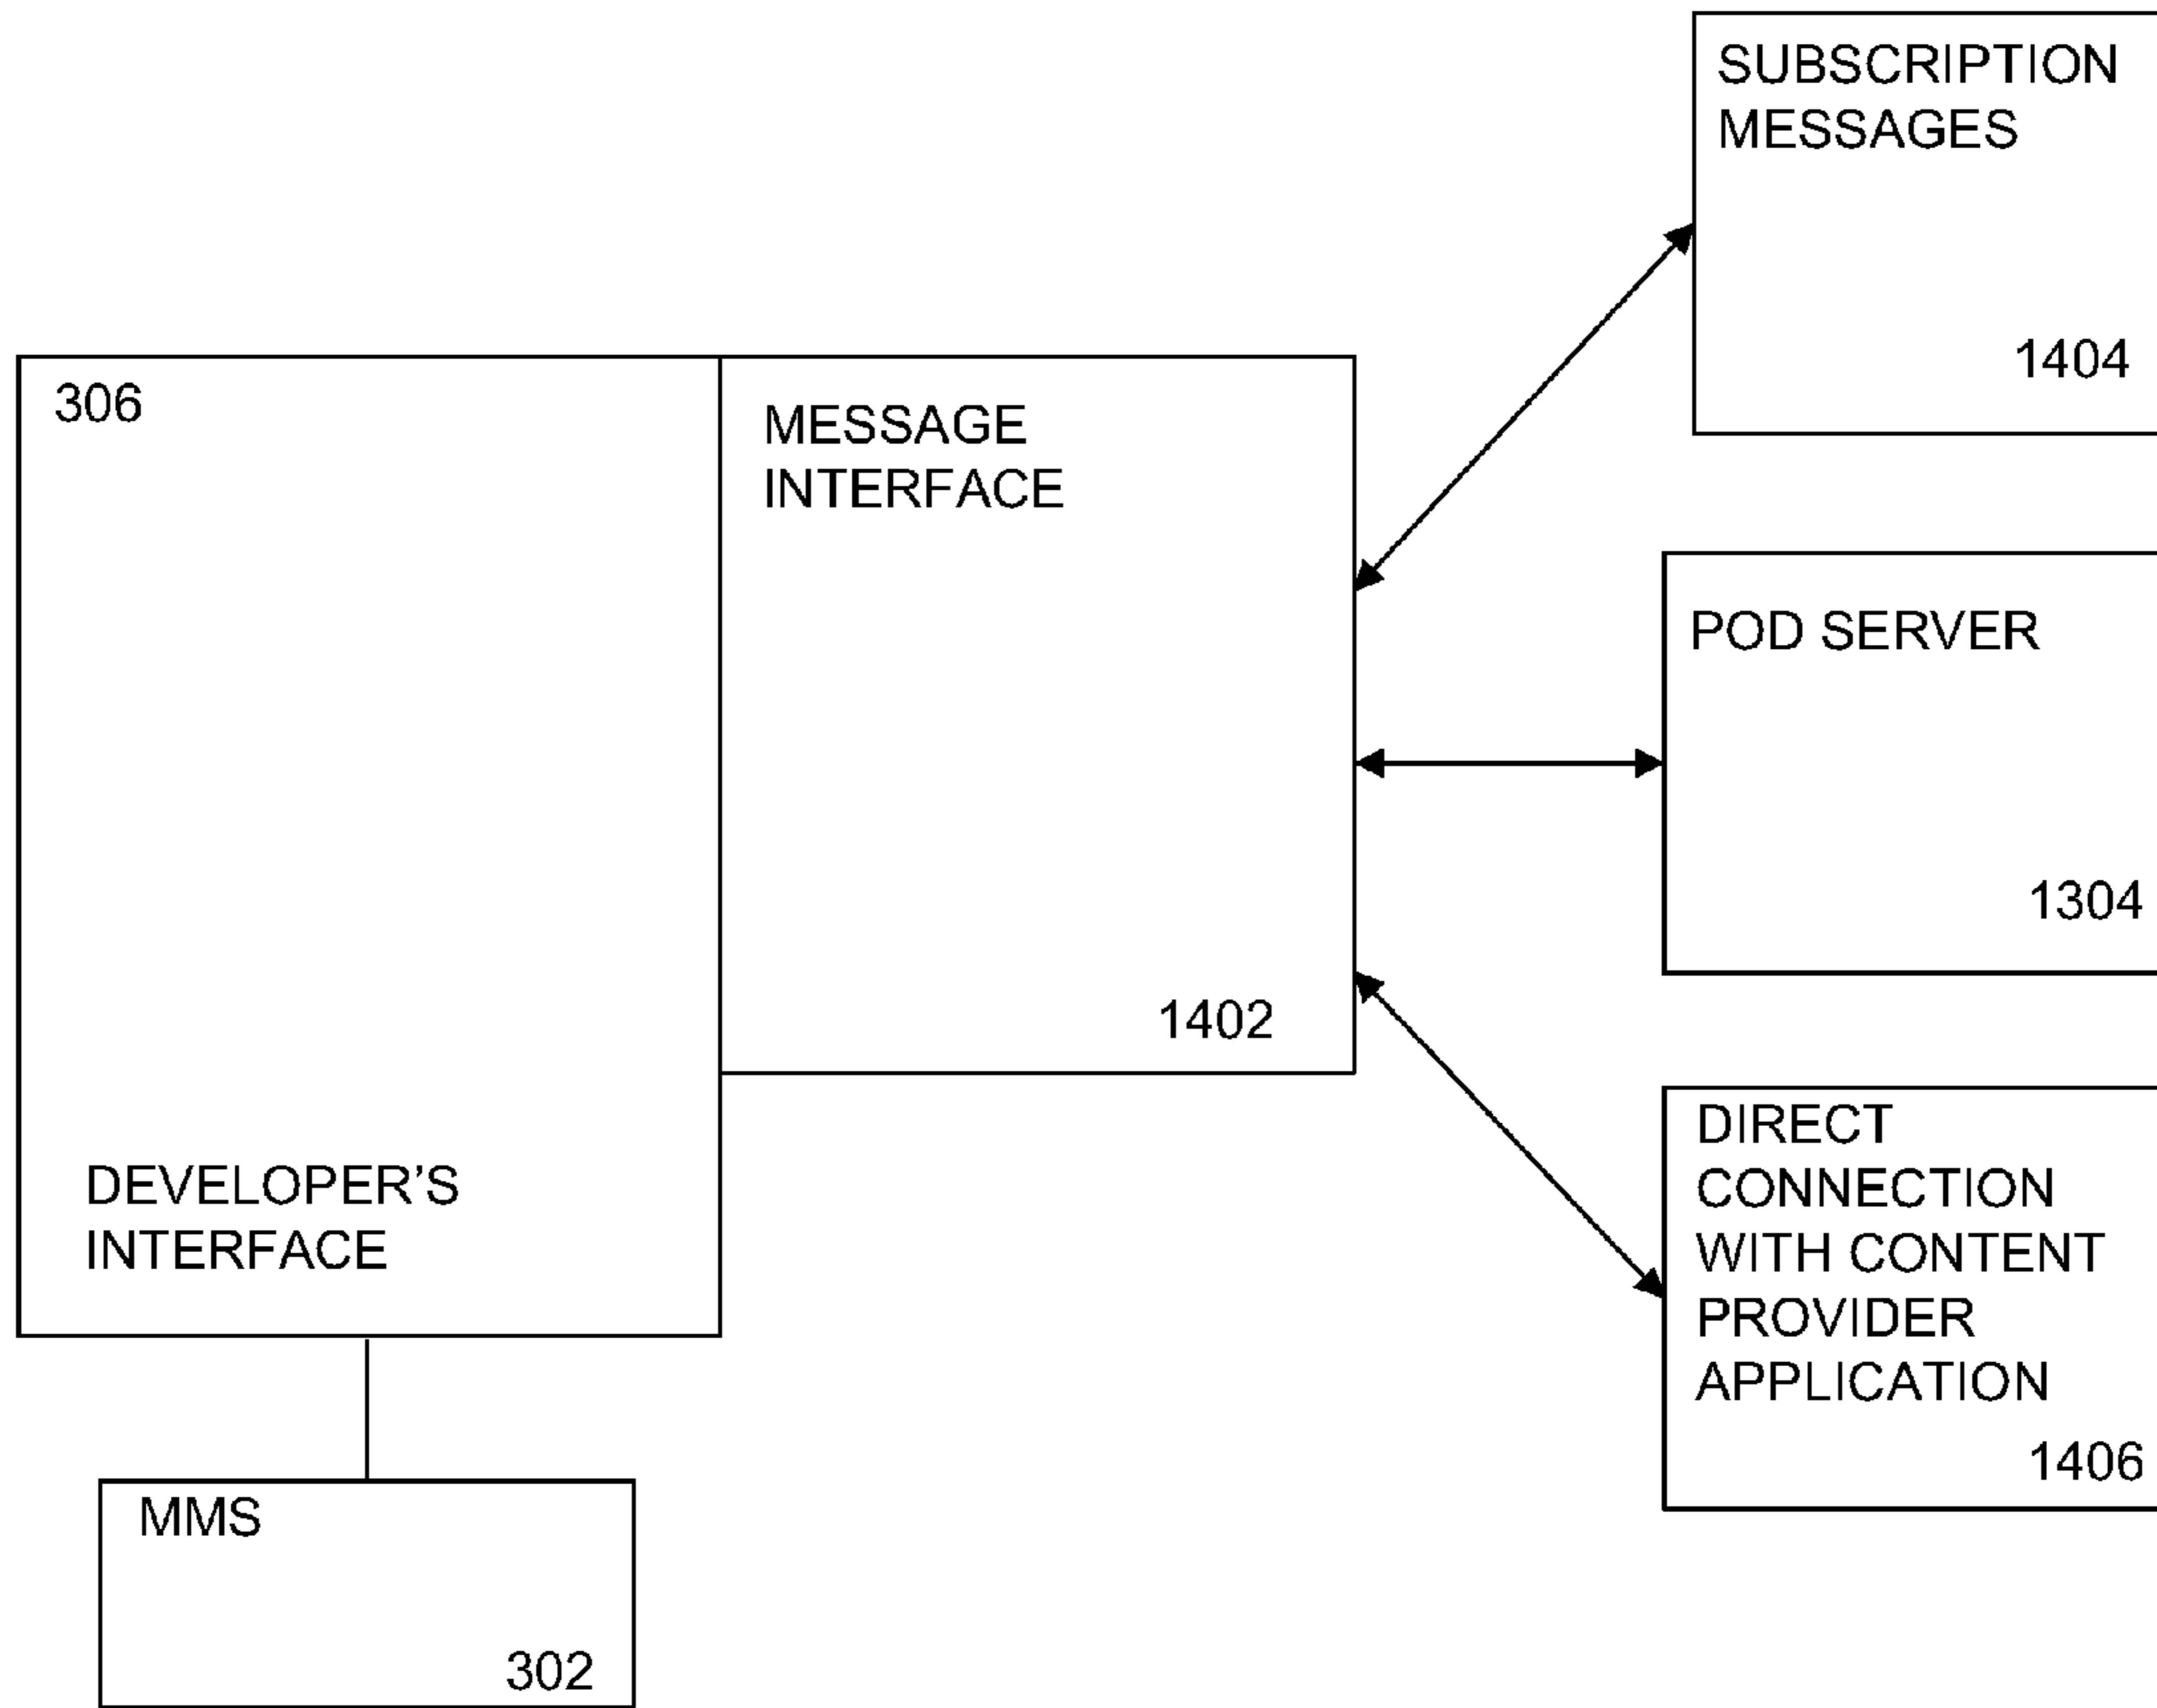 SUBSCRIPTION
MESSAGES
1404
306
MESSAGE
INTERFACE
1402
DEVELOPER’S
INTERFACE
POD SERVER
1304
DIRECT
CONNECTION
WITH CONTENT
PROVIDER
APPLICATION
1406
MMS
302